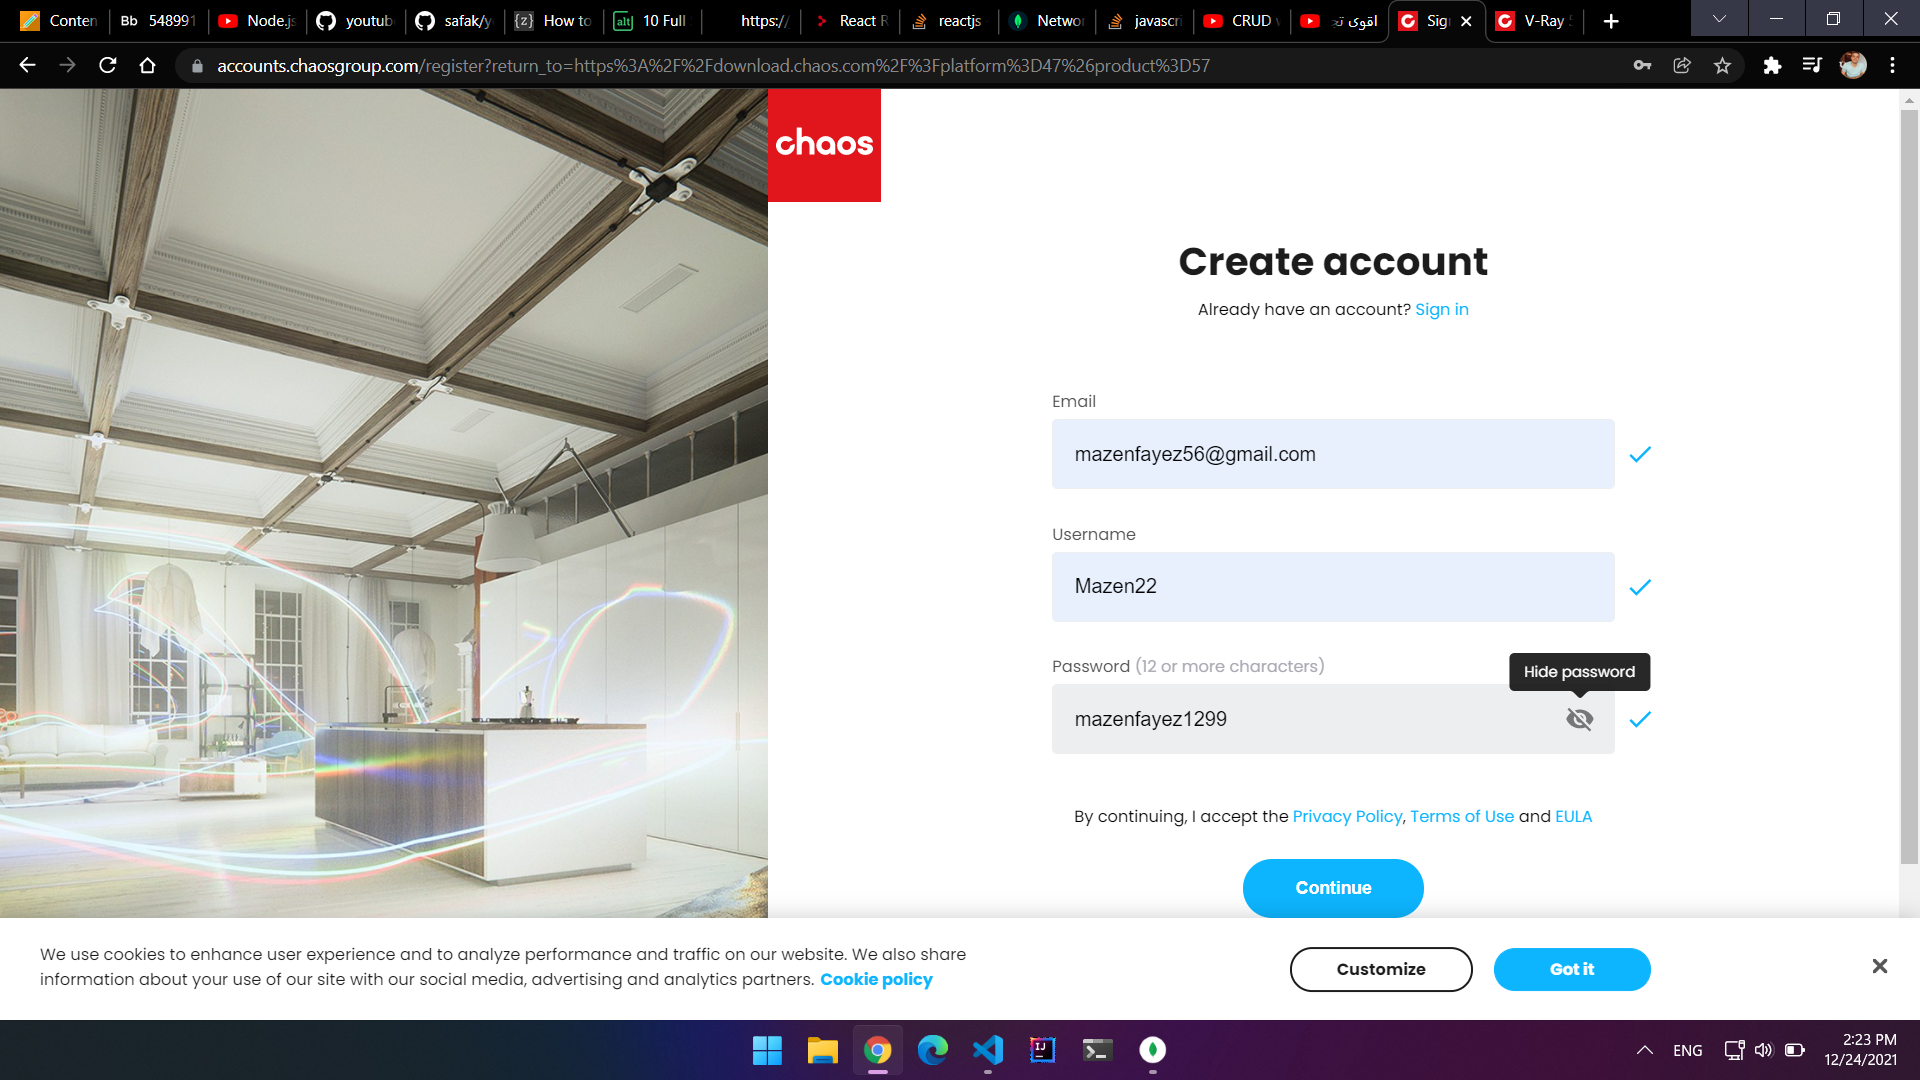 Conten
Bb 548991
Node.js
youtub
safak/y
How to
10 Full
https://
React R
reactjs
Networ
javascri
CRUD
اقوى تج
Sig
V-Ray
accounts.chaosgroup.com/register?return_to=https%3A%2F%2Fdownload.chaos.com%2F%3Fplatform%3D47%26product%3D57
chaos
Create account
Already have an account? Sign in
Email
mazenfayez56@gmail.com
Username
Mazen22
Password (12 or more characters)
Hide password
mazenfayez1299
By continuing, I accept the Privacy Policy, Terms of Use and EULA
Continue
We use cookies to enhance user experience and to analyze performance and traffic on our website. We also share
information about your use of our site with our social media, advertising and analytics partners. Cookie policy
Customize
Got it
ENG
2:23 PM
12/24/2021